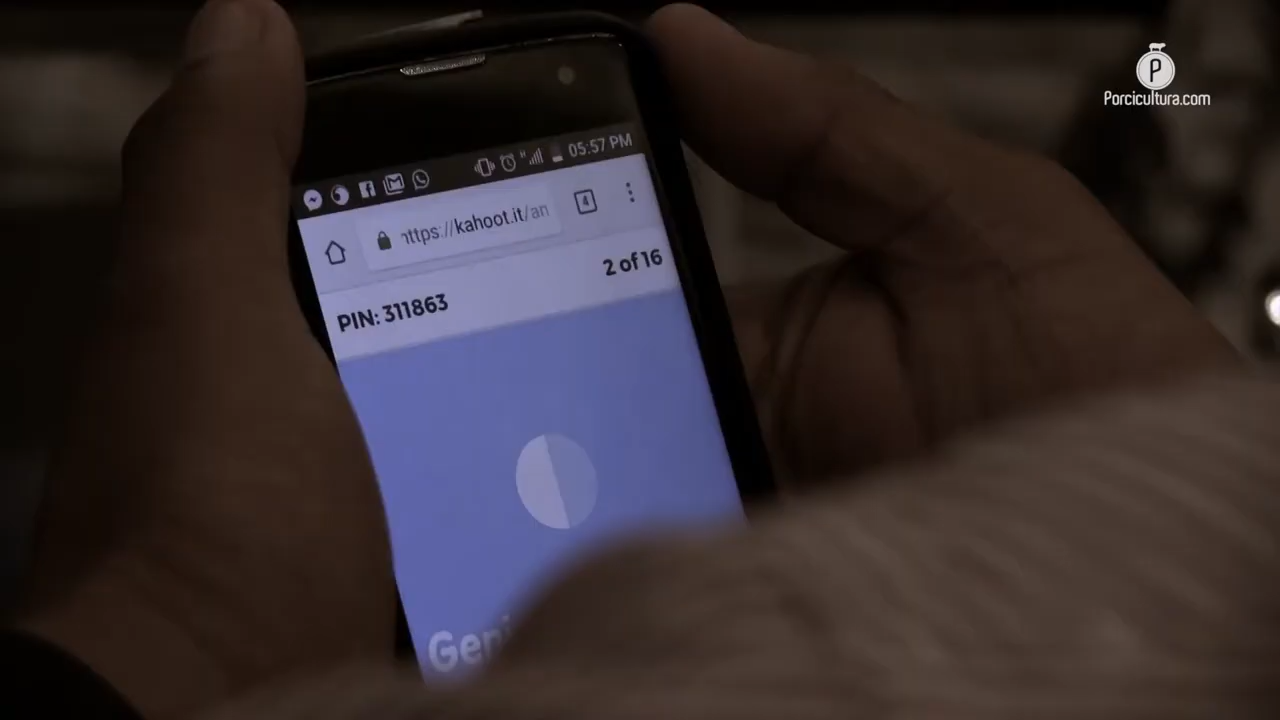 P
Porcicultura.com
05:57 PM
4
https://kahoot.it/an
2 of 16
PIN: 311863